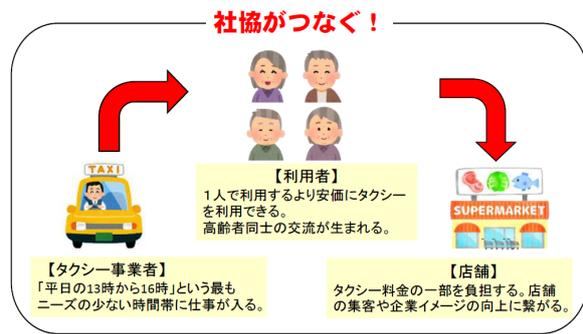 社協がつなぐ！
TAXI
【利用者】
１人で利用するより安価にタクシー
を利用できる。
高齢者同士の交流が生まれる。
SUPERMARKET
【タクシー事業者】
「平日の13時から16時」という最も
ニーズの少ない時間帯に仕事が入る。
【店舗】
タクシー料金の一部を負担する。店舗
の集客や企業イメージの向上に繋がる。